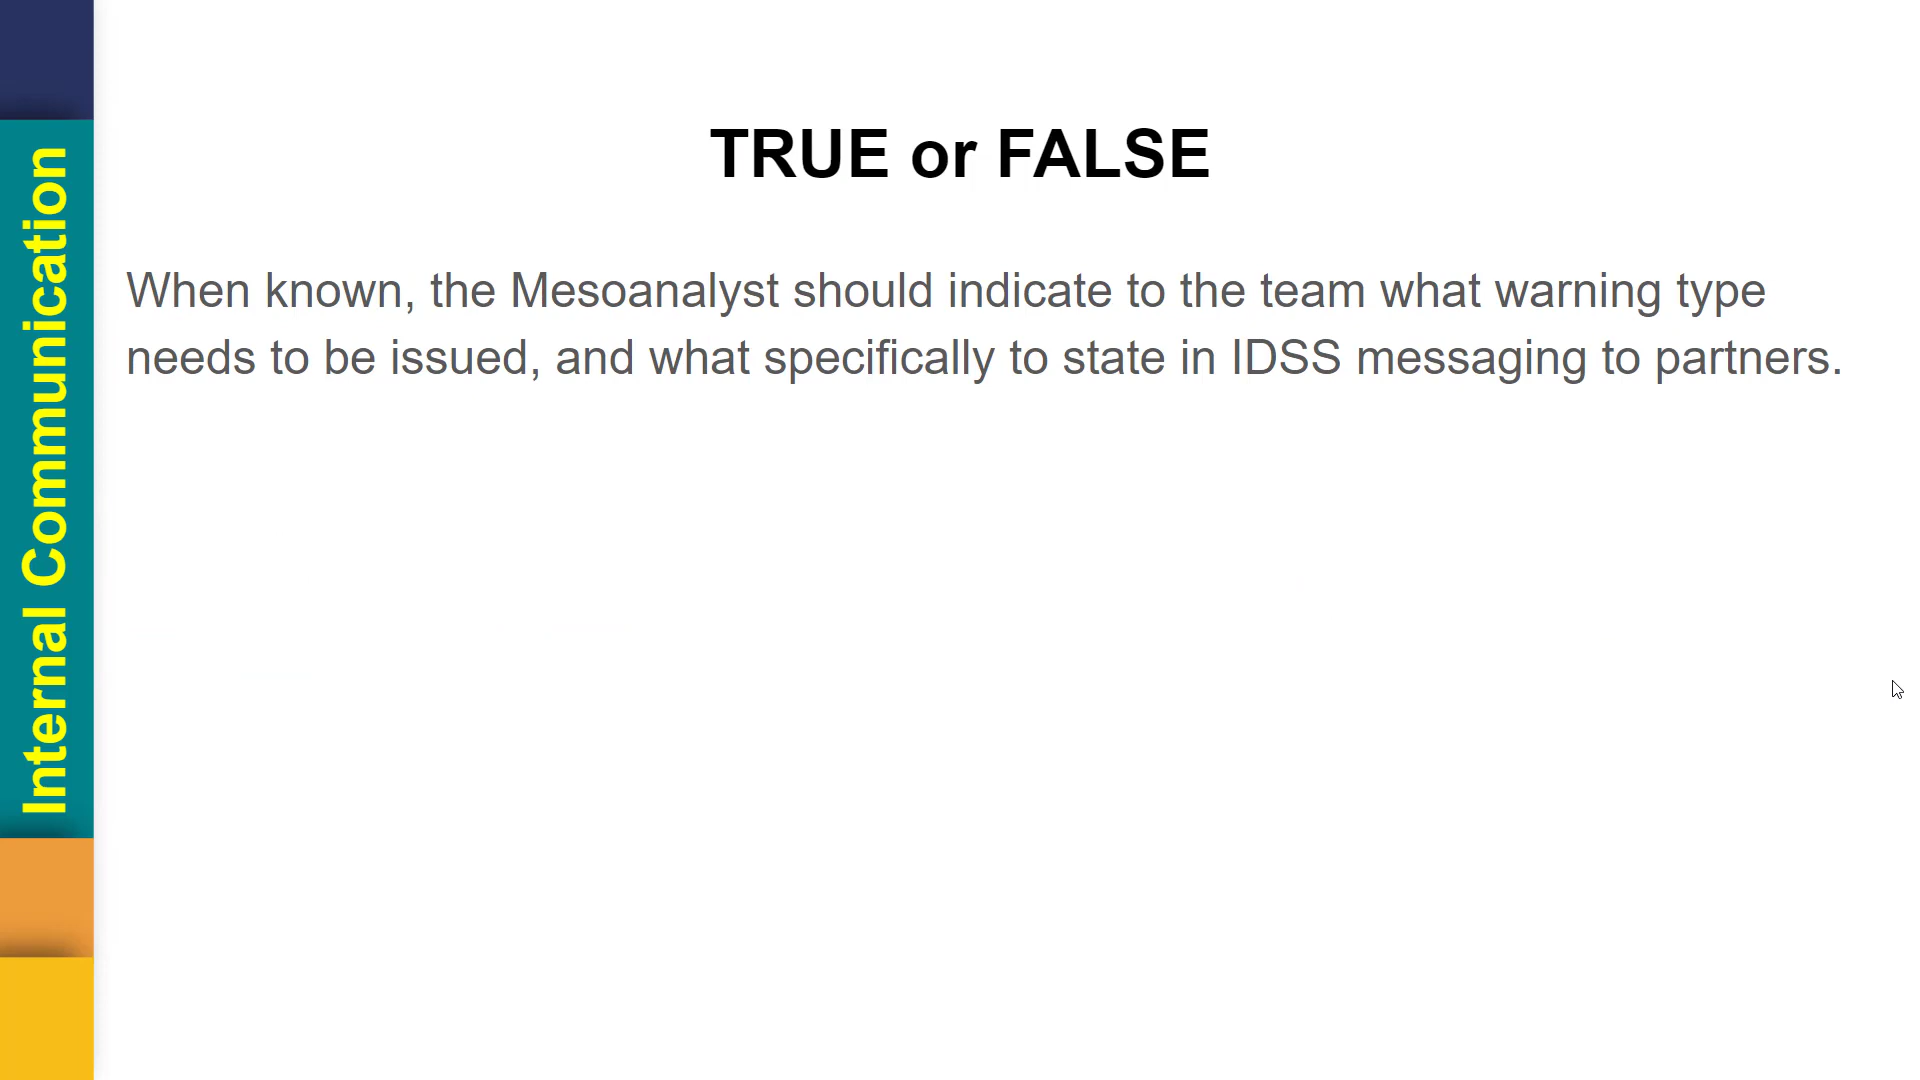 Internal Communication
TRUE or FALSE
When known, the Mesoanalyst should indicate to the team what warning type
needs to be issued, and what specifically to state in IDSS messaging to partners.